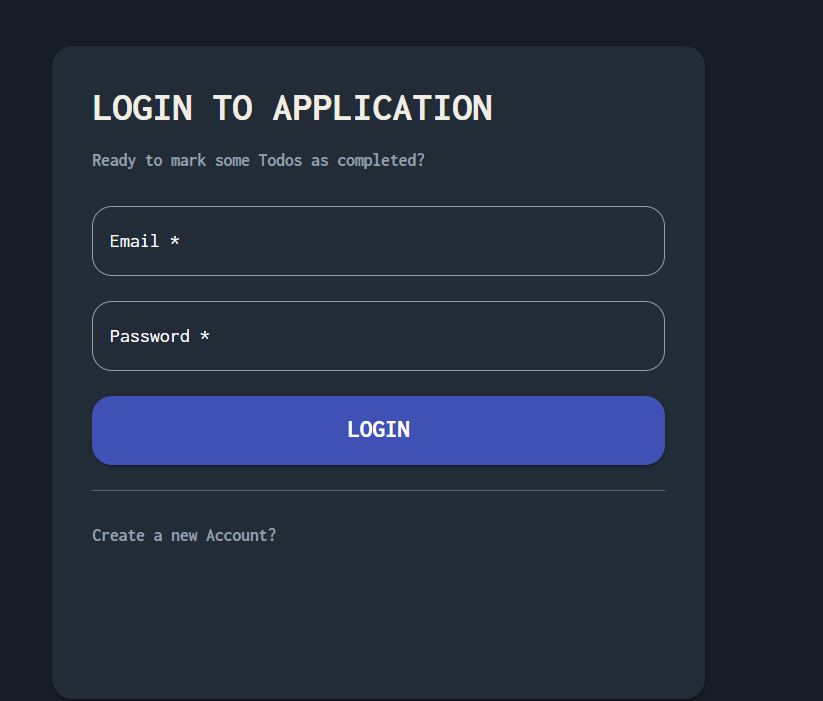 LOGIN TO APPLICATION
Ready to mark some Todos as completed?
Email *
Password *
LOGIN
Create a new Account?